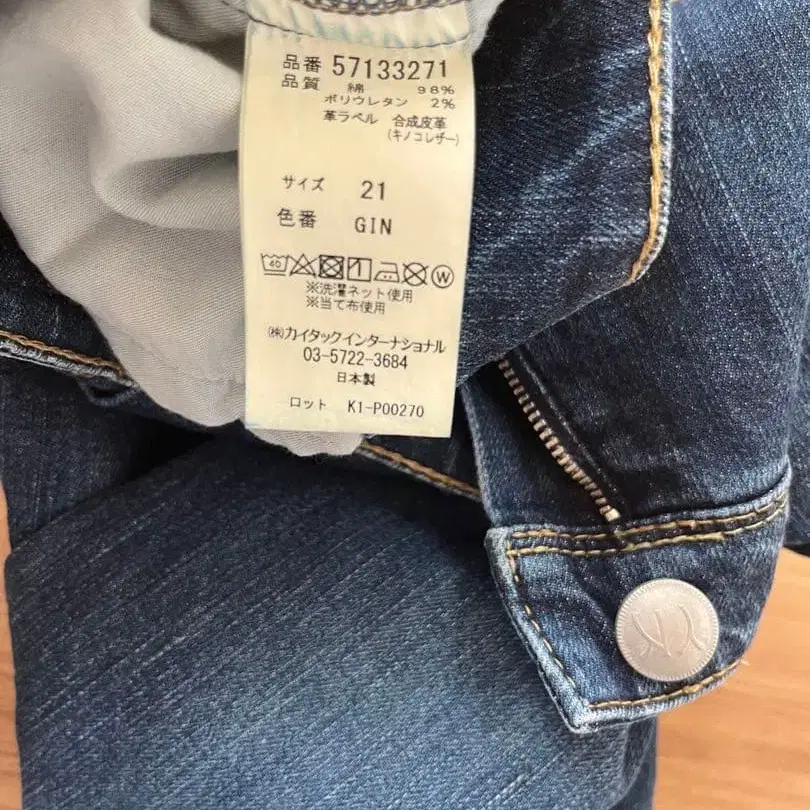 品番 57133271
品質 綿 98%
ポリウレタン 2%
革ラベル 合成皮革
(キノコレザー)
サイズ 21
色番 GIN
40 W
※洗濯ネット使用
※当て布使用
㈱カイタックインターナショナル
03-5722-3684
日本製
ロット K1-P00270